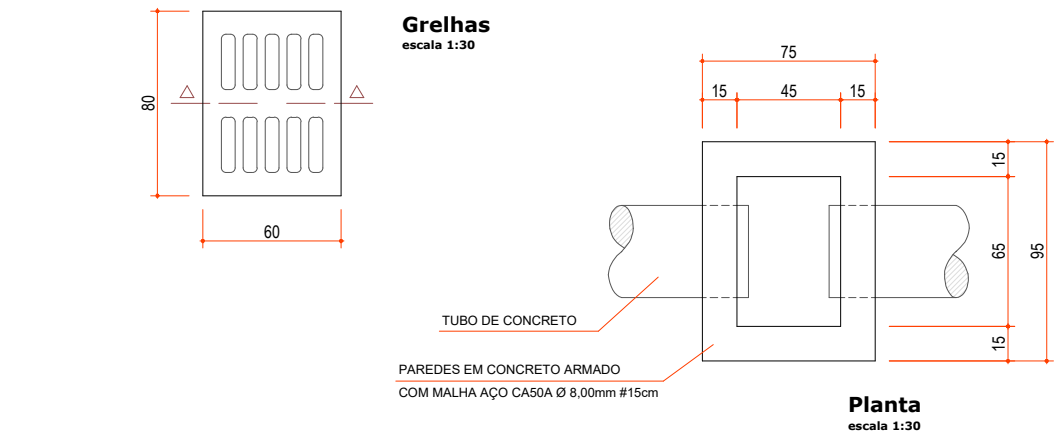 Grelhas
escala 1:30
80
60
75
15
45
15
15
65
95
15
TUBO DE CONCRETO
PAREDES EM CONCRETO ARMADO
COM MALHA AÇO CA50A Ø 8,00mm #15cm
Planta
escala 1:30